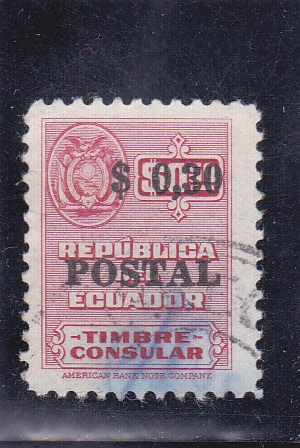 $ 0.30
REPÚBLICA
POSTAL
ECUADOR
TIMBRE
CONSULAR
AMERICAN BANK NOTE COMPANY